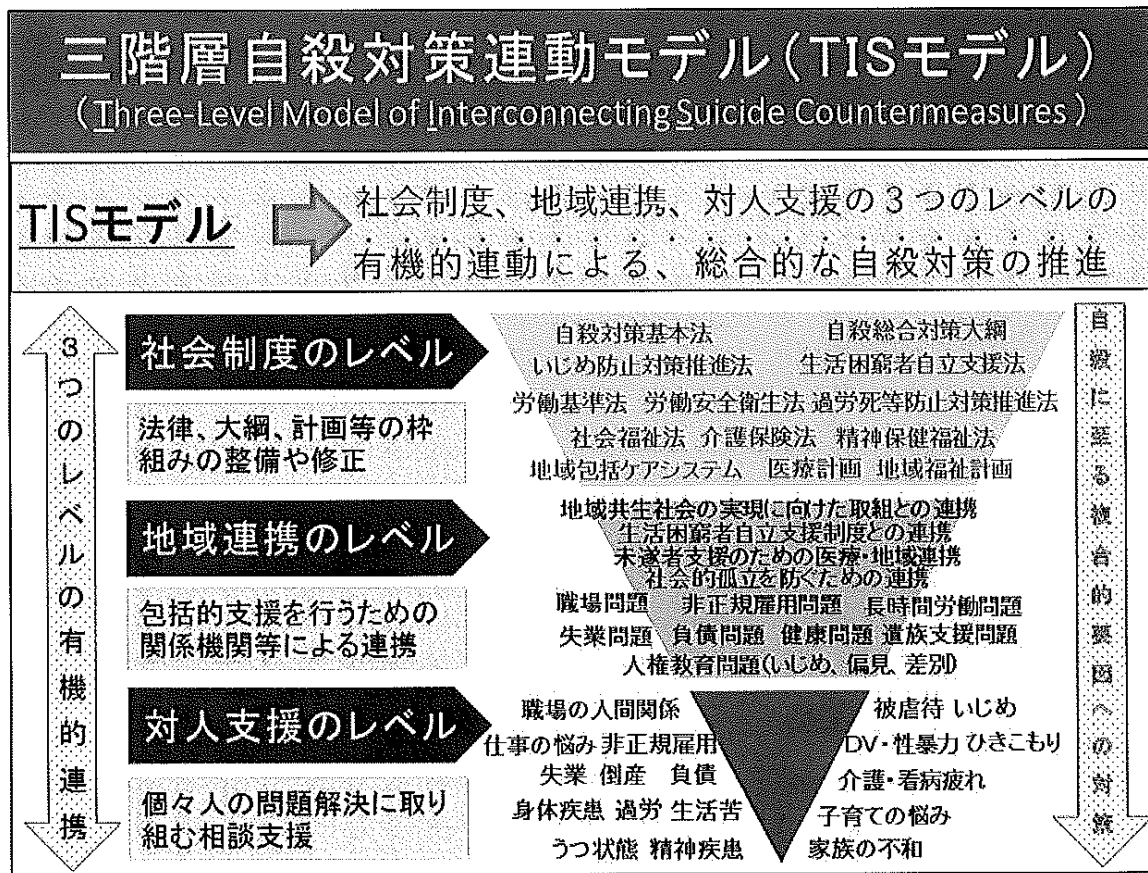 三階層自殺対策連動モデル(TISモデル)
(Three-Level Model of Interconnecting Suicide Countermeasures)
TISモデル
社会制度、地域連携、対人支援の3つのレベルの
有機的連動による、総合的な自殺対策の推進
3つのレベルの有機的連携
社会制度のレベル
法律、大綱、計画等の枠
組みの整備や修正
自殺対策基本法 自殺総合対策大綱
いじめ防止対策推進法 生活困窮者自立支援法
労働基準法 労働安全衛生法 過労死等防止対策推進法
社会福祉法 介護保険法 精神保健福祉法
地域包括ケアシステム 医療計画 地域福祉計画
地域連携のレベル
包括的支援を行うための
関係機関等による連携
地域共生社会の実現に向けた取組との連携
生活困窮者自立支援制度との連携
未遂者支援のための医療・地域連携
社会的孤立を防ぐための連携
職場問題 非正規雇用問題 長時間労働問題
失業問題 負債問題 健康問題 遺族支援問題
人権教育問題(いじめ、偏見、差別)
対人支援のレベル
個々人の問題解決に取り
組む相談支援
職場の人間関係 被虐待 いじめ
仕事の悩み 非正規雇用 DV・性暴力 ひきこもり
失業 倒産 負債 介護・看病疲れ
身体疾患 過労 生活苦 子育ての悩み
うつ状態 精神疾患 家族の不和
自殺に至る複合的要因への対策